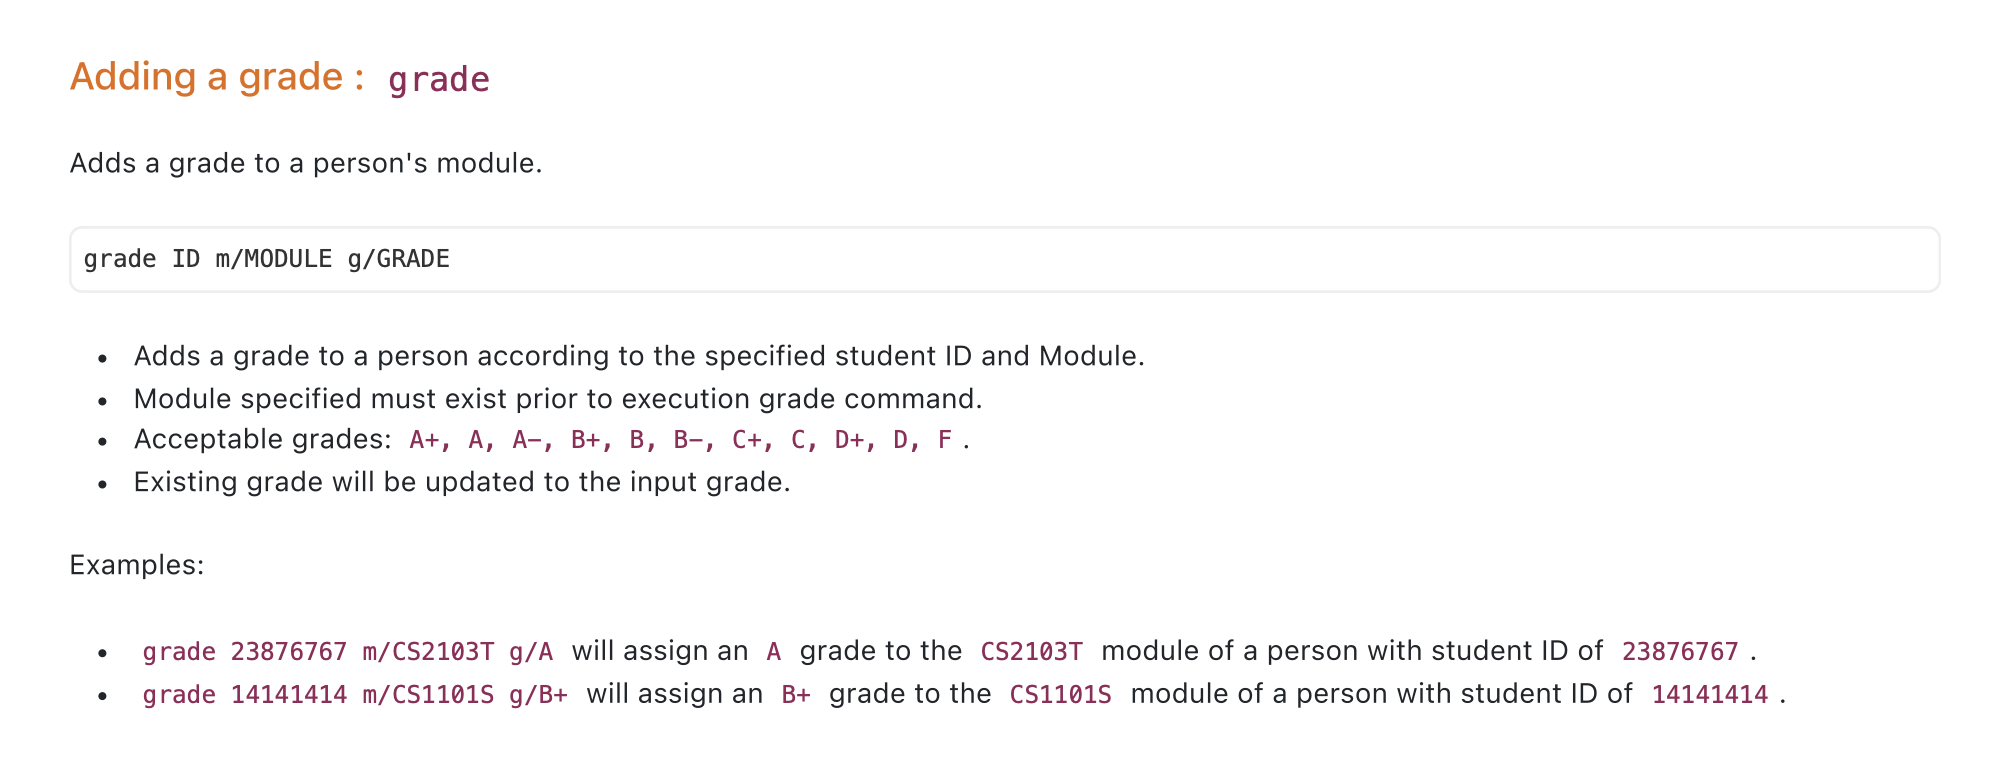 Adding a grade : grade
Adds a grade to a person's module.
grade ID m/MODULE g/GRADE
• Adds a grade to a person according to the specified student ID and Module.
• Module specified must exist prior to execution grade command.
• Acceptable grades: A+, A, A-, B+, B, B-, C+, C, D+, D, F .
• Existing grade will be updated to the input grade.
Examples:
• grade 23876767 m/CS2103T g/A will assign an A grade to the CS2103T module of a person with student ID of 23876767 .
• grade 14141414 m/CS1101S g/B+ will assign an B+ grade to the CS1101S module of a person with student ID of 14141414 .